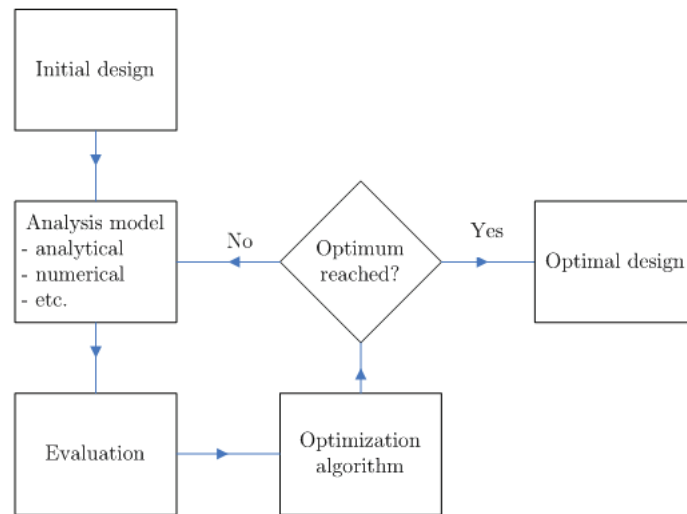 Initial design
Analysis model
- analytical
- numerical
- etc.
No
Optimum
reached?
Yes
Optimal design
Evaluation
Optimization
algorithm